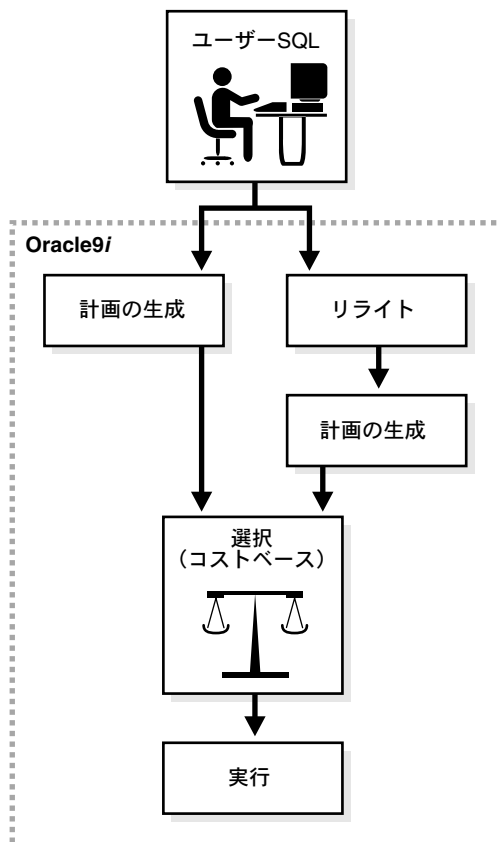 ユーザーSQL
Oracle9i
計画の生成
リライト
計画の生成
選択
（コストベース）
実行